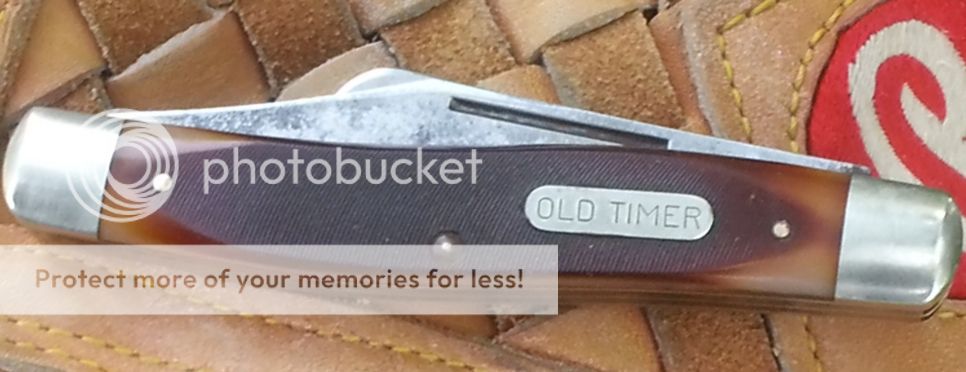 photobucket
OLD TIMER
Protect more of your memories for less!